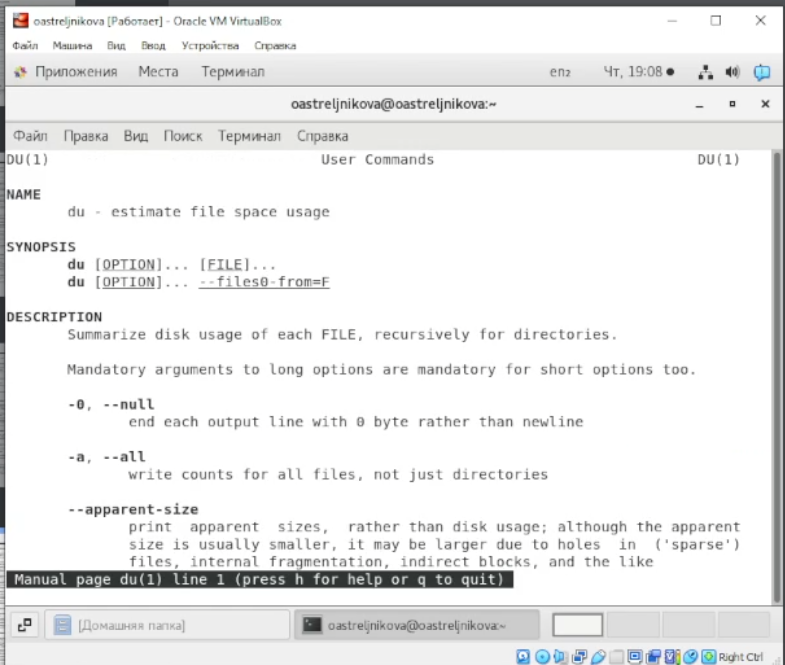 oastreljnikova [Работает] - Oracle VM VirtualBox
Файл Машина Вид Ввод Устройства Справка
Приложения Места Терминал en₂ Чт, 19:08
oastreljnikova@oastreljnikova:~
Файл Правка Вид Поиск Терминал Справка
DU(1) User Commands DU(1)
NAME
du - estimate file space usage
SYNOPSIS
du [OPTION]... [FILE]...
du [OPTION]... --files0-from=F
DESCRIPTION
Summarize disk usage of each FILE, recursively for directories.
Mandatory arguments to long options are mandatory for short options too.
-0, --null
end each output line with 0 byte rather than newline
-a, --all
write counts for all files, not just directories
--apparent-size
print apparent sizes, rather than disk usage; although the apparent
size is usually smaller, it may be larger due to holes in ('sparse')
files, internal fragmentation, indirect blocks, and the like
Manual page du(1) line 1 (press h for help or q to quit)
[Домашняя папка] oastreljnikova@oastreljnikova:~
Right Ctrl